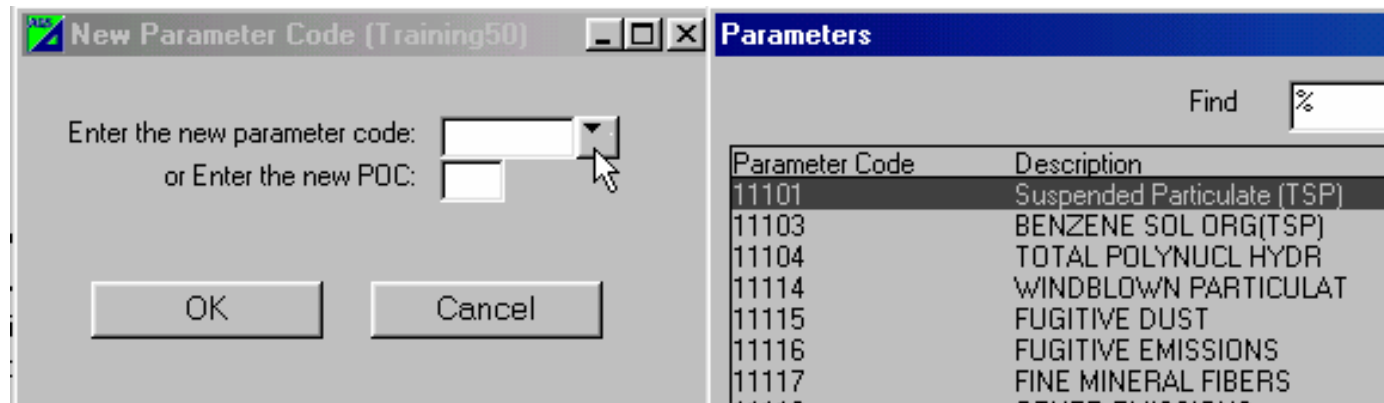 New Parameter Code (Training50)
Enter the new parameter code:
or Enter the new POC:
OK Cancel
Parameters
Find %
Parameter Code Description
11101 Suspended Particulate (TSP)
11103 BENZENE SOL ORG(TSP)
11104 TOTAL POLYNUCL HYDR
11114 WINDBLOWN PARTICULAT
11115 FUGITIVE DUST
11116 FUGITIVE EMISSIONS
11117 FINE MINERAL FIBERS